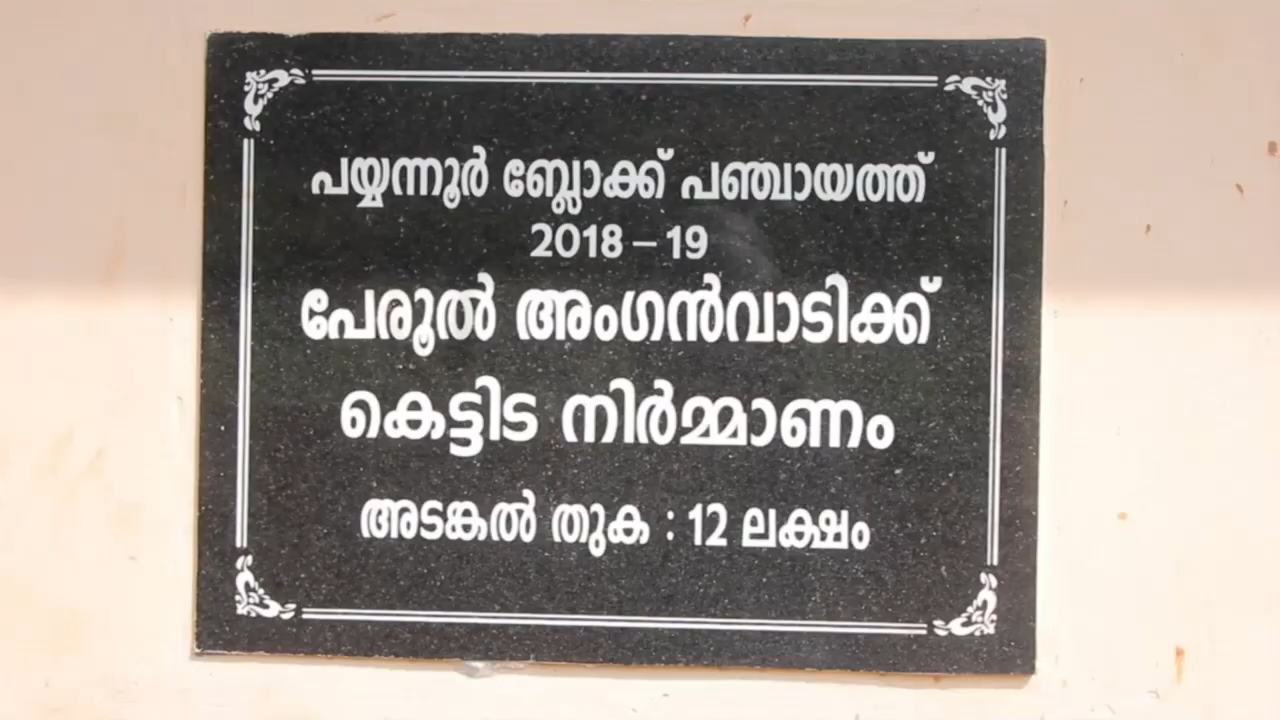 പയ്യന്നൂർ ബ്ലോക്ക് പഞ്ചായത്ത്
2018 – 19
പേരൂൽ അംഗൻവാടിക്ക്
കെട്ടിട നിർമ്മാണം
അടങ്കൽ തുക : 12 ലക്ഷം